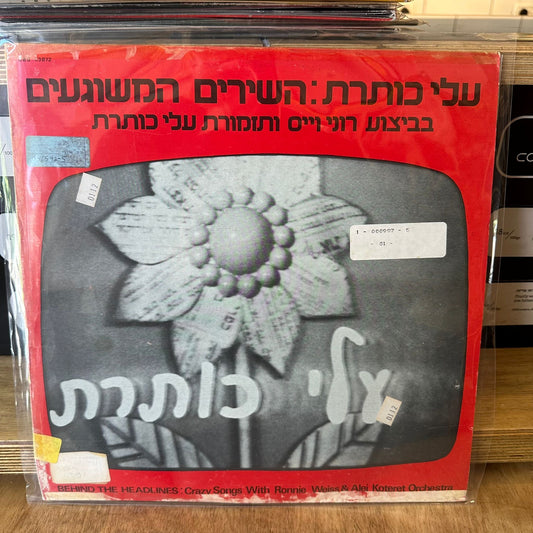 עלי כותרת: השירים המשוגעים
בביצוע רוני וייס ותזמורת עלי כותרת
0112
1 - 000997 - 5
- 01 -
עלי כותרת
0112
BEHIND THE HEADLINES: Crazy Songs With Ronnie Weiss & Alei Koteret Orchestra